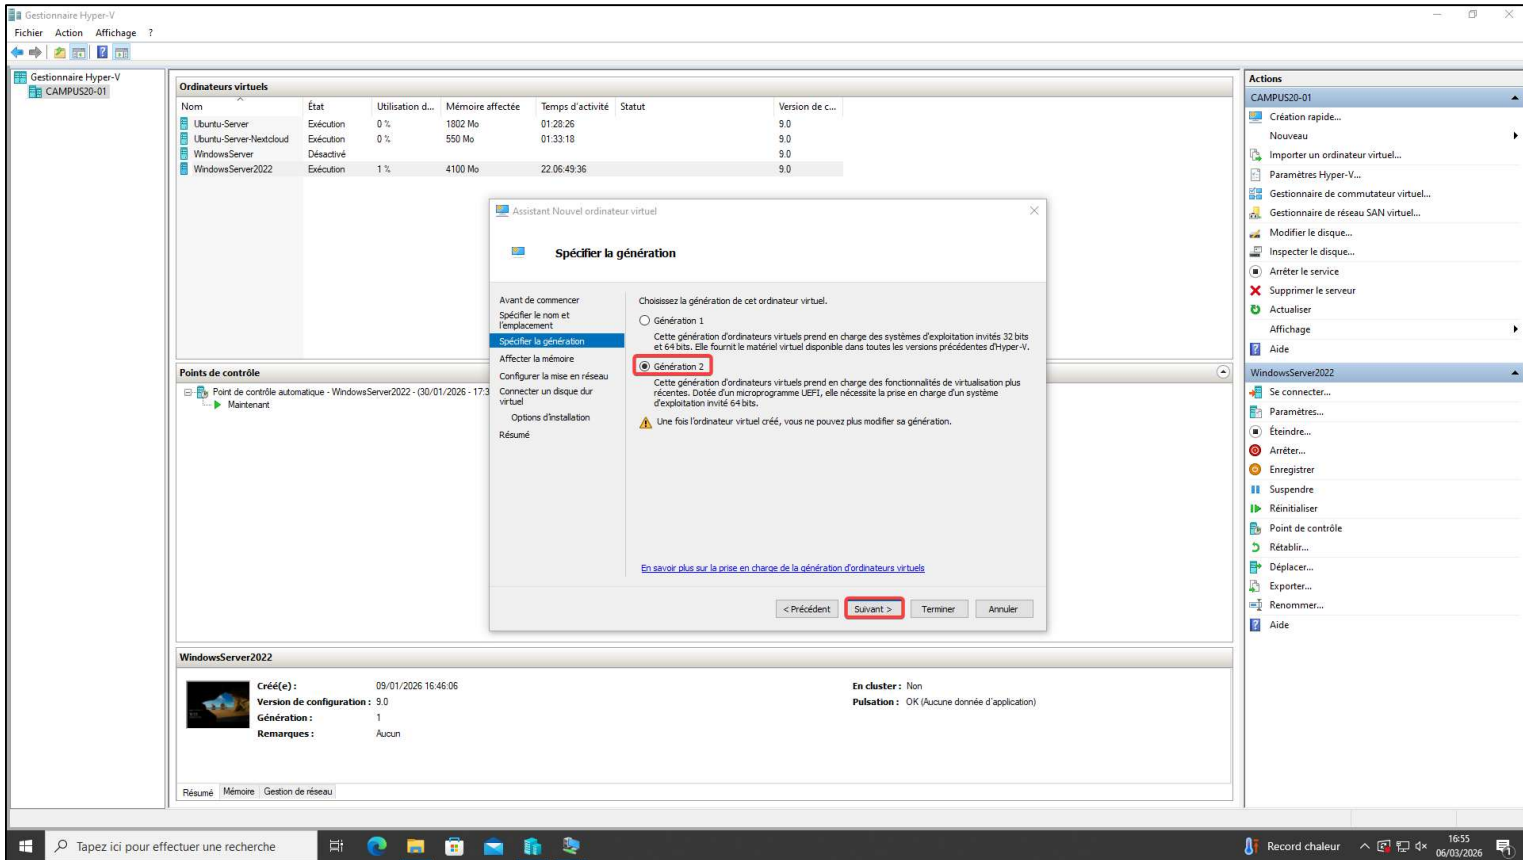 Gestionnaire Hyper-V
Fichier Action Affichage ?
Gestionnaire Hyper-V
CAMPUS20-01
Ordinateurs virtuels
Nom État Utilisation d... Mémoire affectée Temps d'activité Statut Version de c...
Ubuntu-Server Exécution 0 % 1802 Mo 01:28:26 9.0
Ubuntu-Server-Nextcloud Exécution 0 % 550 Mo 01:33:18 9.0
WindowsServer Désactivé 9.0
WindowsServer2022 Exécution 1 % 4100 Mo 22.06:49:36 9.0
Points de contrôle
Point de contrôle automatique - WindowsServer2022 - (30/01/2026 - 17:3
Maintenant
Assistant Nouvel ordinateur virtuel
Spécifier la génération
Avant de commencer
Spécifier le nom et
l'emplacement
Spécifier la génération
Affecter la mémoire
Configurer la mise en réseau
Connecter un disque dur
virtuel
Options d'installation
Résumé
Choisissez la génération de cet ordinateur virtuel.
Génération 1
Cette génération d'ordinateurs virtuels prend en charge des systèmes d'exploitation invités 32 bits
et 64 bits. Elle fournit le matériel virtuel disponible dans toutes les versions précédentes d'Hyper-V.
Génération 2
Cette génération d'ordinateurs virtuels prend en charge des fonctionnalités de virtualisation plus
récentes. Dotée d'un microprogramme UEFI, elle nécessite la prise en charge d'un système
d'exploitation invité 64 bits.
Une fois l'ordinateur virtuel créé, vous ne pouvez plus modifier sa génération.
En savoir plus sur la prise en charge de la génération d'ordinateurs virtuels
< Précédent Suivant > Terminer Annuler
WindowsServer2022
Créé(e) : 09/01/2026 16:46:06 En cluster : Non
Version de configuration : 9.0 Pulsation : OK (Aucune donnée d'application)
Génération : 1
Remarques : Aucun
Résumé Mémoire Gestion de réseau
Actions
CAMPUS20-01
Création rapide...
Nouveau
Importer un ordinateur virtuel...
Paramètres Hyper-V...
Gestionnaire de commutateur virtuel...
Gestionnaire de réseau SAN virtuel...
Modifier le disque...
Inspecter le disque...
Arrêter le service
Supprimer le serveur
Actualiser
Affichage
Aide
WindowsServer2022
Se connecter...
Paramètres...
Éteindre...
Arrêter...
Enregistrer
Suspendre
Réinitialiser
Point de contrôle
Rétablir...
Déplacer...
Exporter...
Renommer...
Aide
Tapez ici pour effectuer une recherche
Record chaleur
16:55
06/03/2026